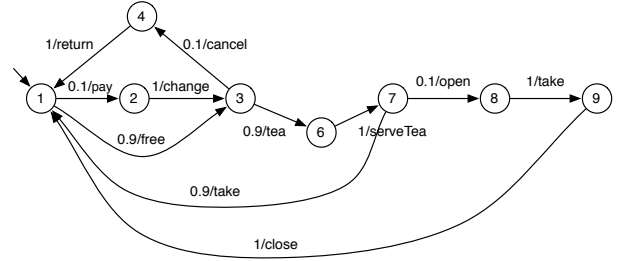 4
1/return
0.1/cancel
0.1/pay
1/change
0.1/open
1/take
1
2
3
7
8
9
6
0.9/tea
1/serveTea
0.9/free
0.9/take
1/close